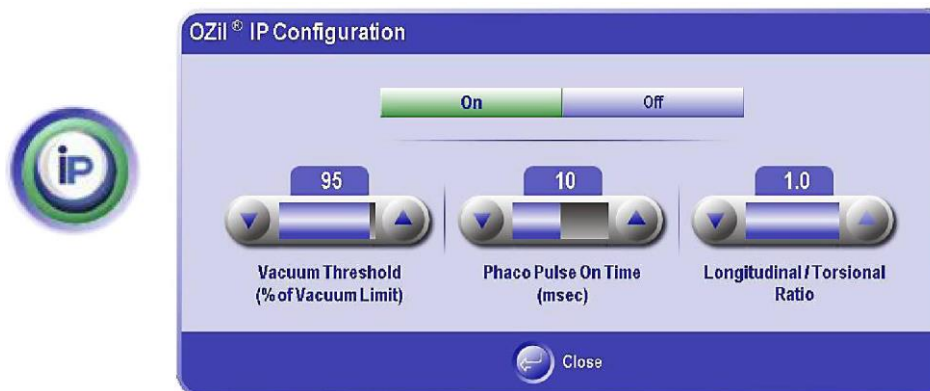 OZil ® IP Configuration
iP
On Off
95 10 1.0
Vacuum Threshold Phaco Pulse On Time Longitudinal / Torsional
(% of Vacuum Limit) (msec) Ratio
Close